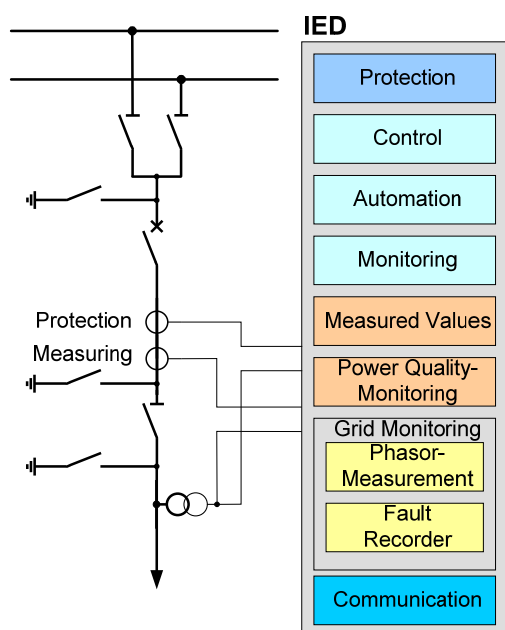 IED
Protection
Control
Automation
Monitoring
Protection
Measured Values
Measuring
Power Quality-
Monitoring
Grid Monitoring
Phasor-
Measurement
Fault
Recorder
Communication